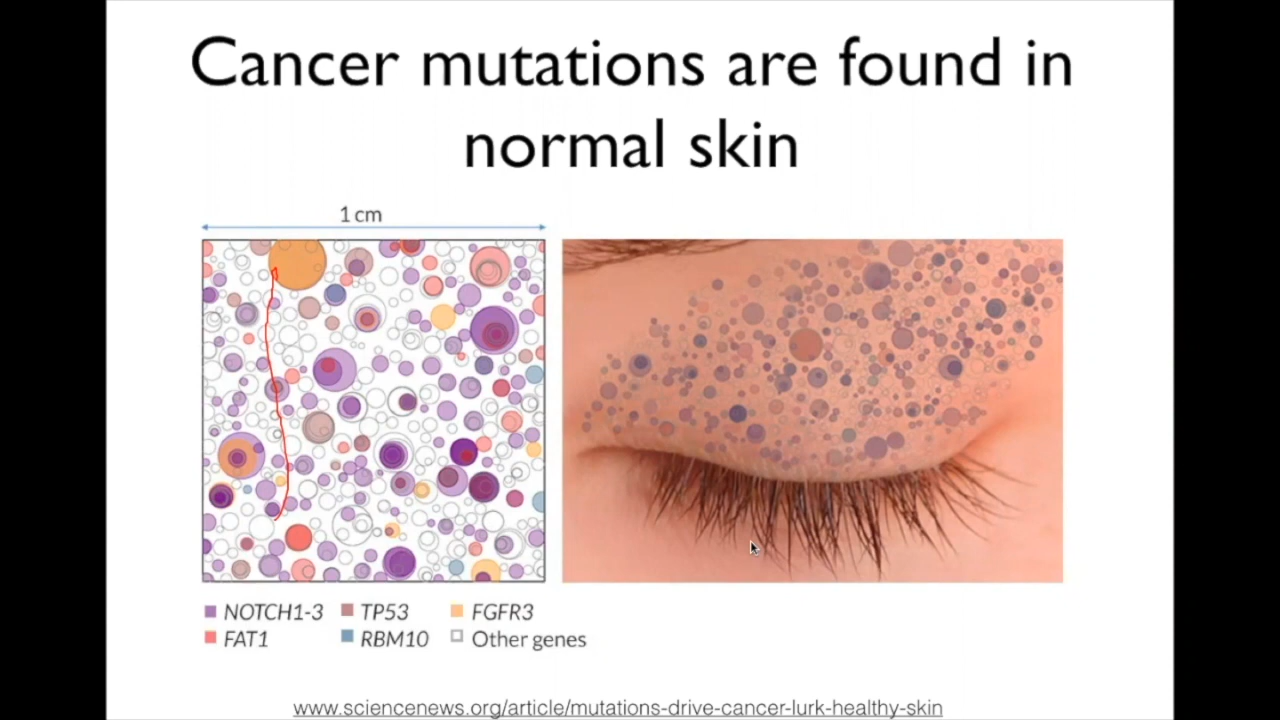 Cancer mutations are found in
normal skin
1 cm
NOTCH1-3 TP53 FGFR3
FAT1 RBM10 Other genes
www.sciencenews.org/article/mutations-drive-cancer-lurk-healthy-skin